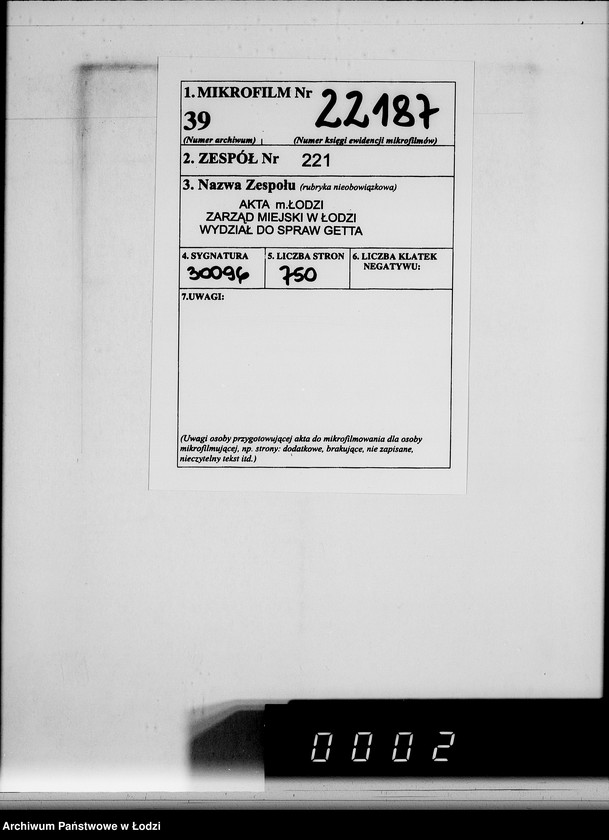 1. MIKROFILM Nr 22187
39
(Numer archiwum) (Numer księgi ewidencji mikrofilmów)
2. ZESPÓŁ Nr 221
3. Nazwa Zespołu (rubryka nieobowiązkowa)
AKTA m.ŁODZI
ZARZĄD MIEJSKI W ŁODZI
WYDZIAŁ DO SPRAW GETTA
4. SYGNATURA 5. LICZBA STRON 6. LICZBA KLATEK
NEGATYWU:
30096 750
7.UWAGI:
(Uwagi osoby przygotowującej akta do mikrofilmowania dla osoby
mikrofilmującej, np. strony: dodatkowe, brakujące, nie zapisane,
nieczytelny tekst itd.)
0002
Archiwum Państwowe w Łodzi